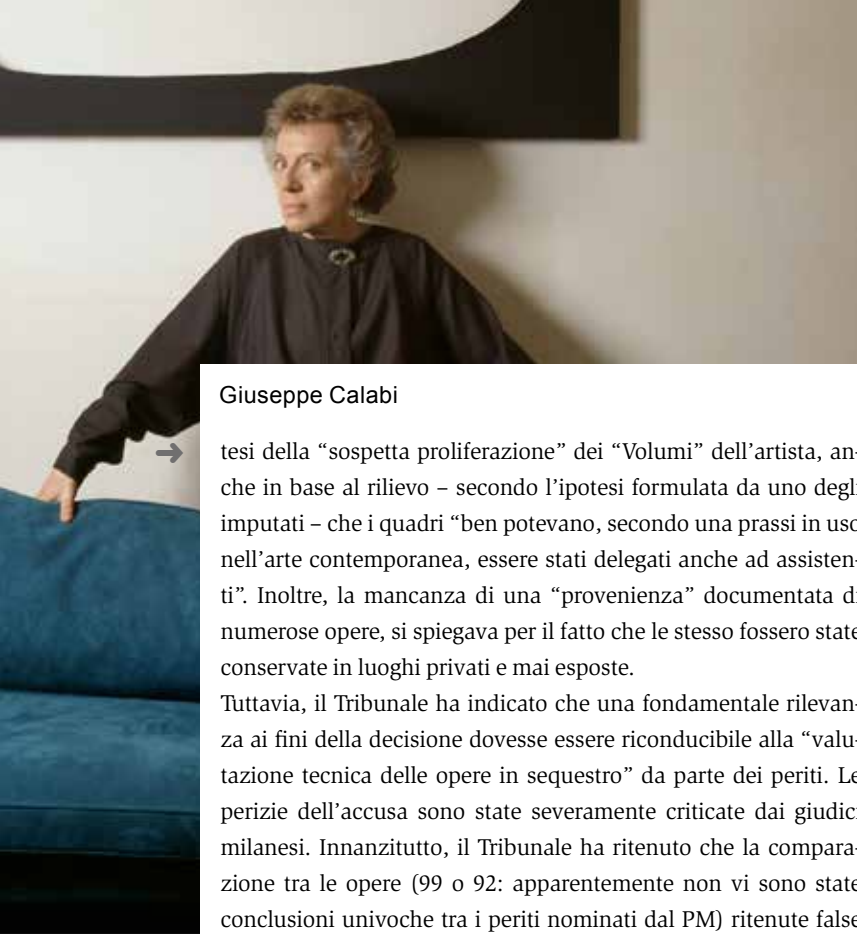 Giuseppe Calabi
tesi della “sospetta proliferazione” dei “Volumi” dell’artista, an-
che in base al rilievo – secondo l’ipotesi formulata da uno degli
imputati – che i quadri “ben potevano, secondo una prassi in uso
nell’arte contemporanea, essere stati delegati anche ad assisten-
ti”. Inoltre, la mancanza di una “provenienza” documentata di
numerose opere, si spiegava per il fatto che le stesso fossero state
conservate in luoghi privati e mai esposte.
Tuttavia, il Tribunale ha indicato che una fondamentale rilevan-
za ai fini della decisione dovesse essere riconducibile alla “valu-
tazione tecnica delle opere in sequestro” da parte dei periti. Le
perizie dell’accusa sono state severamente criticate dai giudici
milanesi. Innanzitutto, il Tribunale ha ritenuto che la compara-
zione tra le opere (99 o 92: apparentemente non vi sono state
conclusioni univoche tra i periti nominati dal PM) ritenute false